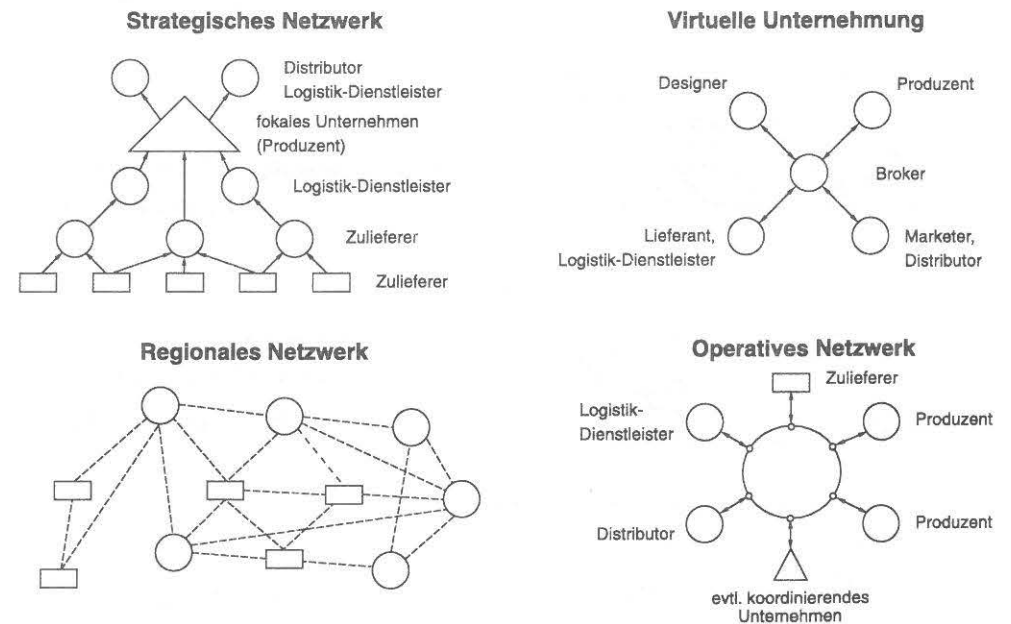 Strategisches Netzwerk
Distributor
Logistik-Dienstleister
fokales Unternehmen
(Produzent)
Logistik-Dienstleister
Zulieferer
Zulieferer
Virtuelle Unternehmung
Designer
Produzent
Broker
Lieferant,
Logistik-Dienstleister
Marketer,
Distributor
Regionales Netzwerk
Operatives Netzwerk
Zulieferer
Logistik-
Dienstleister
Produzent
Distributor
Produzent
evtl. koordinierendes
Unternehmen